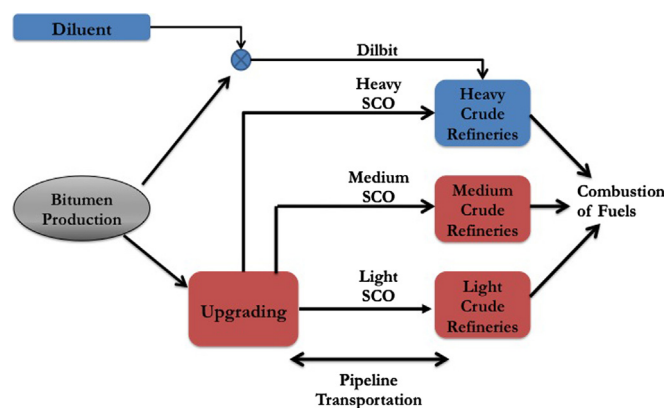 Diluent
Dilbit
Heavy
SCO
Heavy
Crude
Refineries
Bitumen
Production
Medium
SCO
Medium
Crude
Refineries
Combustion
of Fuels
Upgrading
Light
SCO
Light
Crude
Refineries
Pipeline
Transportation